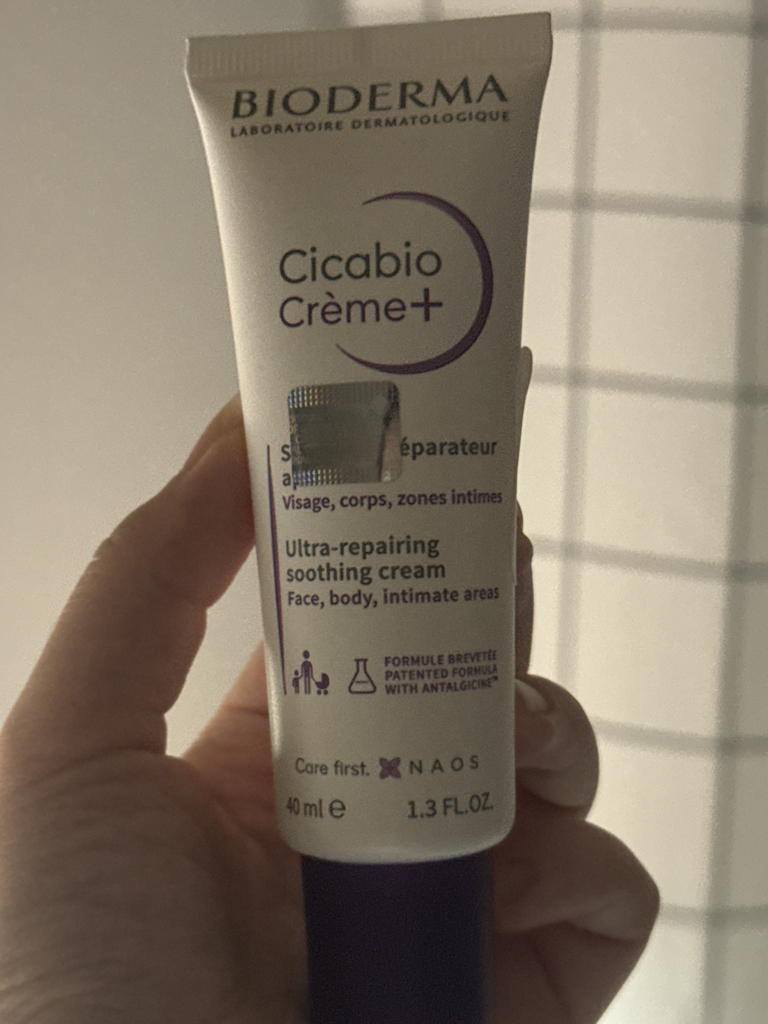 BIODERMA
LABORATOIRE DERMATOLOGIQUE
Cicabio
Crème+
éparateur
Visage, corps, zones intimes
Ultra-repairing
soothing cream
Face, body, intimate areas
FORMULE BREVETÉE
PATENTED FORMULA
WITH ANTALGICINE™
Care first. NAOS
40 ml e 1.3 FL.OZ.